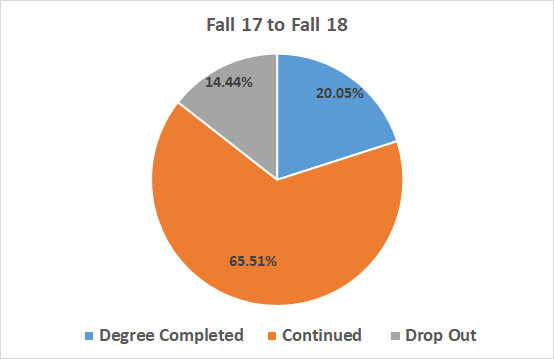 Fall 17 to Fall 18
14.44%
20.05%
65.51%
Degree Completed Continued Drop Out